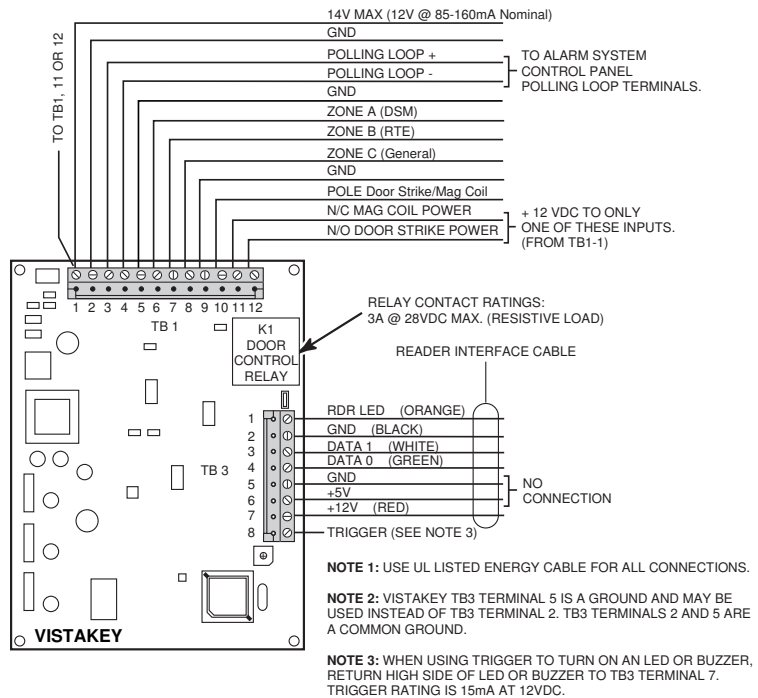 14V MAX (12V @ 85-160mA Nominal)
GND
POLLING LOOP +
POLLING LOOP -
TO ALARM SYSTEM
CONTROL PANEL
POLLING LOOP TERMINALS.
GND
ZONE A (DSM)
ZONE B (RTE)
ZONE C (General)
GND
POLE Door Strike/Mag Coil
N/C MAG COIL POWER
N/O DOOR STRIKE POWER
+ 12 VDC TO ONLY
ONE OF THESE INPUTS.
(FROM TB1-1)
TO TB1, 11 OR 12
1 2 3 4 5 6 7 8 9 10 11 12
TB 1
K1
DOOR
CONTROL
RELAY
RELAY CONTACT RATINGS:
3A @ 28VDC MAX. (RESISTIVE LOAD)
READER INTERFACE CABLE
TB 3
1 RDR LED (ORANGE)
2 GND (BLACK)
3 DATA 1 (WHITE)
4 DATA 0 (GREEN)
5 GND
6 +5V
7 +12V (RED)
8 TRIGGER (SEE NOTE 3)
NO
CONNECTION
VISTAKEY
NOTE 1: USE UL LISTED ENERGY CABLE FOR ALL CONNECTIONS.
NOTE 2: VISTAKEY TB3 TERMINAL 5 IS A GROUND AND MAY BE
USED INSTEAD OF TB3 TERMINAL 2. TB3 TERMINALS 2 AND 5 ARE
A COMMON GROUND.
NOTE 3: WHEN USING TRIGGER TO TURN ON AN LED OR BUZZER,
RETURN HIGH SIDE OF LED OR BUZZER TO TB3 TERMINAL 7.
TRIGGER RATING IS 15mA AT 12VDC.